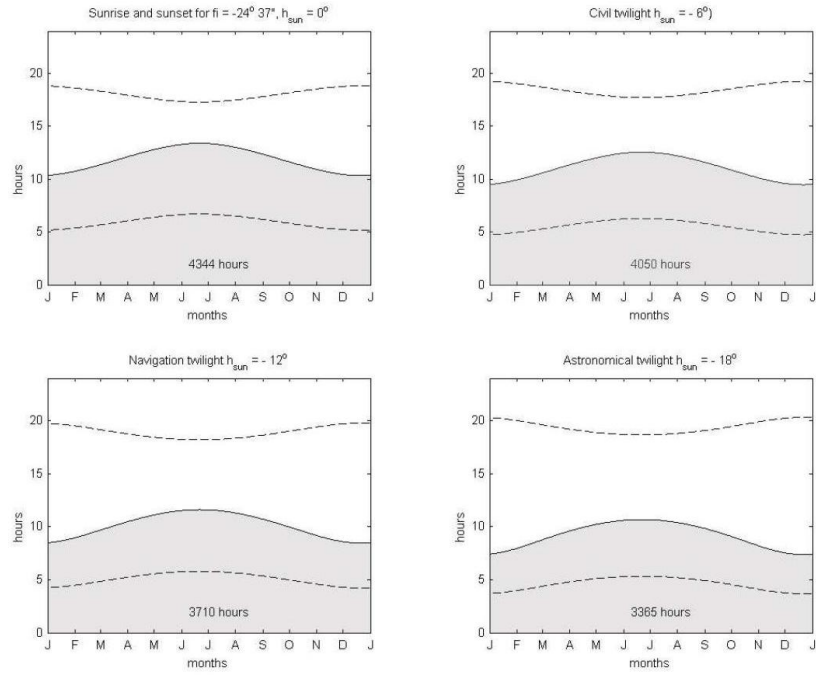 Sunrise and sunset for fi = -24° 37", h_sun = 0°
20
15
10
5
0
hours
4344 hours
J F M A M J J A S O N D J
months
Civil twilight h_sun = - 6°)
20
15
10
5
0
hours
4050 hours
J F M A M J J A S O N D J
months
Navigation twilight h_sun = - 12°
20
15
10
5
0
hours
3710 hours
J F M A M J J A S O N D J
months
Astronomical twilight h_sun = - 18°
20
15
10
5
0
hours
3365 hours
J F M A M J J A S O N D J
months